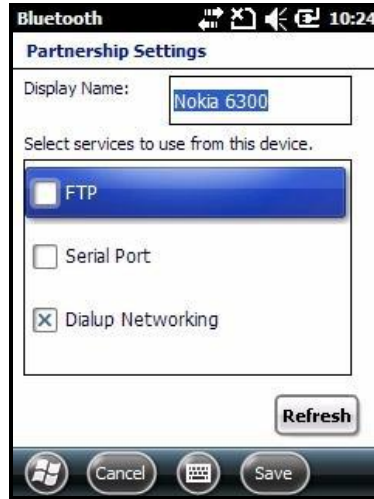 Bluetooth 10:24
Partnership Settings
Display Name:
Nokia 6300
Select services to use from this device.
FTP
Serial Port
Dialup Networking
Refresh
Cancel Save